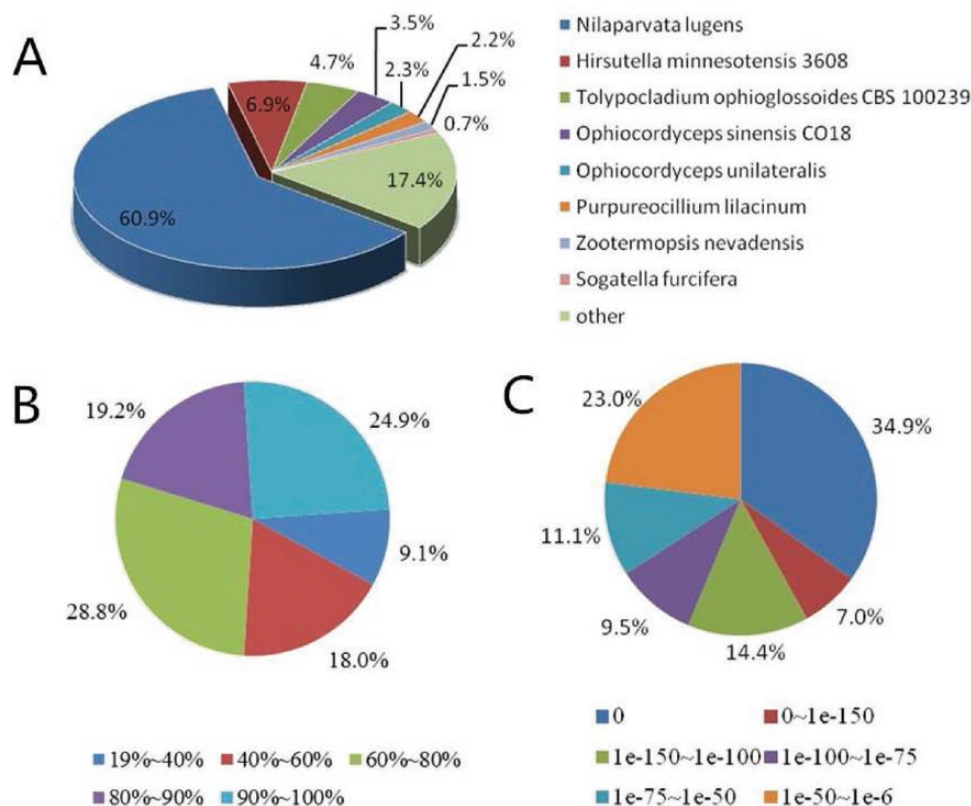 A
3.5%
4.7%
2.2%
2.3%
1.5%
6.9%
0.7%
17.4%
60.9%
Nilaparvata lugens
Hirsutella minnesotensis 3608
Tolypocladium ophioglossoides CBS 100239
Ophiocordyceps sinensis CO18
Ophiocordyceps unilateralis
Purpureocillium lilacinum
Zootermopsis nevadensis
Sogatella furcifera
other
B
19.2%
24.9%
9.1%
28.8%
18.0%
19%~40% 40%~60% 60%~80%
80%~90% 90%~100%
C
23.0%
34.9%
11.1%
9.5%
7.0%
14.4%
0 0~1e-150
1e-150~1e-100 1e-100~1e-75
1e-75~1e-50 1e-50~1e-6